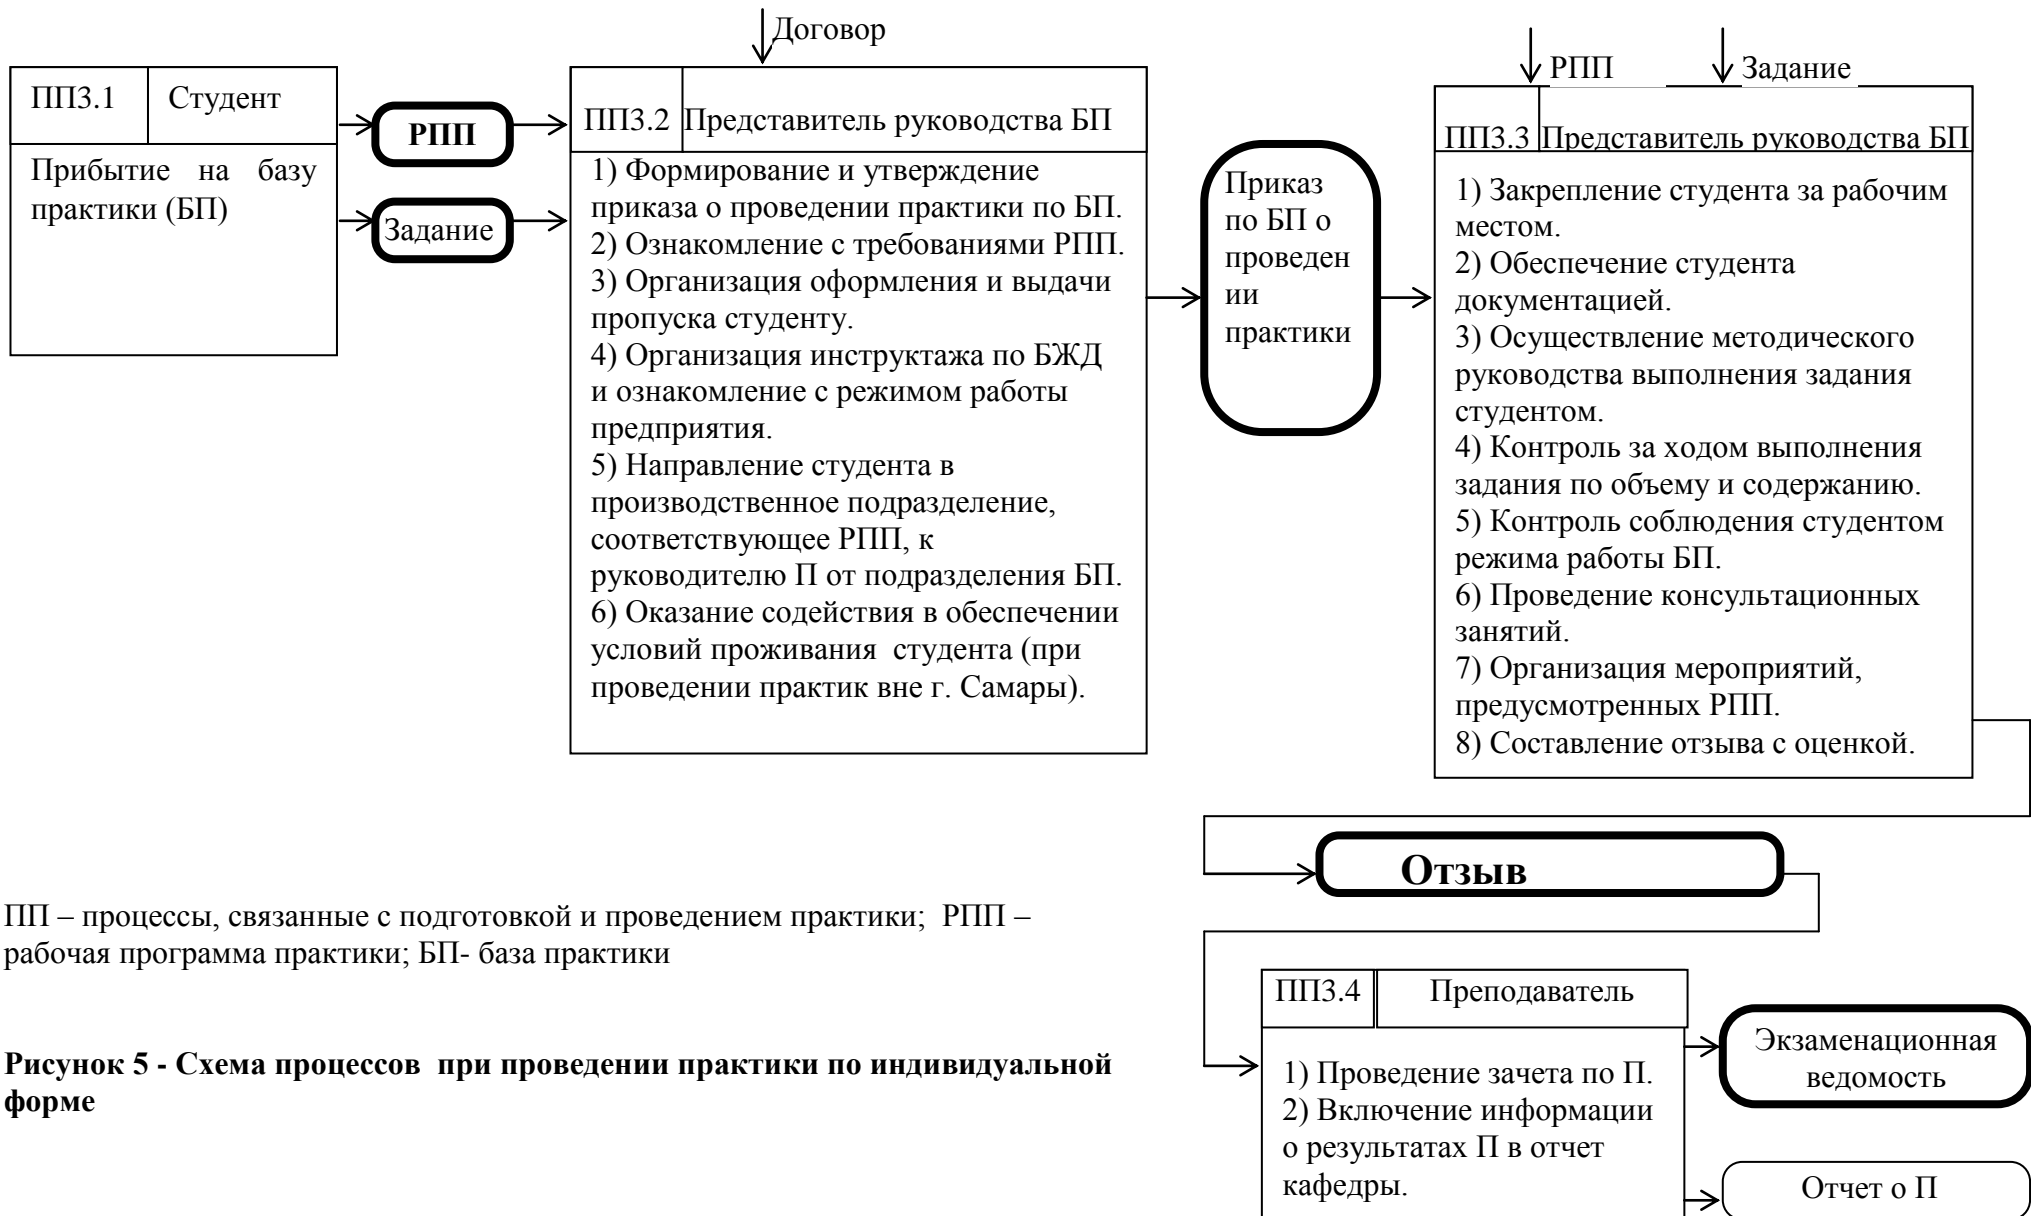 Договор
ПП3.1
Студент
Прибытие на базу
практики (БП)
РПП
Задание
ПП3.2
Представитель руководства БП
1) Формирование и утверждение
приказа о проведении практики по БП.
2) Ознакомление с требованиями РПП.
3) Организация оформления и выдачи
пропуска студенту.
4) Организация инструктажа по БЖД
и ознакомление с режимом работы
предприятия.
5) Направление студента в
производственное подразделение,
соответствующее РПП, к
руководителю П от подразделения БП.
6) Оказание содействия в обеспечении
условий проживания студента (при
проведении практик вне г. Самары).
Приказ
по БП о
проведен
ии
практики
РПП
Задание
ПП3.3
Представитель руководства БП
1) Закрепление студента за рабочим
местом.
2) Обеспечение студента
документацией.
3) Осуществление методического
руководства выполнения задания
студентом.
4) Контроль за ходом выполнения
задания по объему и содержанию.
5) Контроль соблюдения студентом
режима работы БП.
6) Проведение консультационных
занятий.
7) Организация мероприятий,
предусмотренных РПП.
8) Составление отзыва с оценкой.
Отзыв
ПП3.4
Преподаватель
1) Проведение зачета по П.
2) Включение информации
о результатах П в отчет
кафедры.
Экзаменационная
ведомость
Отчет о П
ПП – процессы, связанные с подготовкой и проведением практики; РПП –
рабочая программа практики; БП- база практики
Рисунок 5 - Схема процессов при проведении практики по индивидуальной
форме